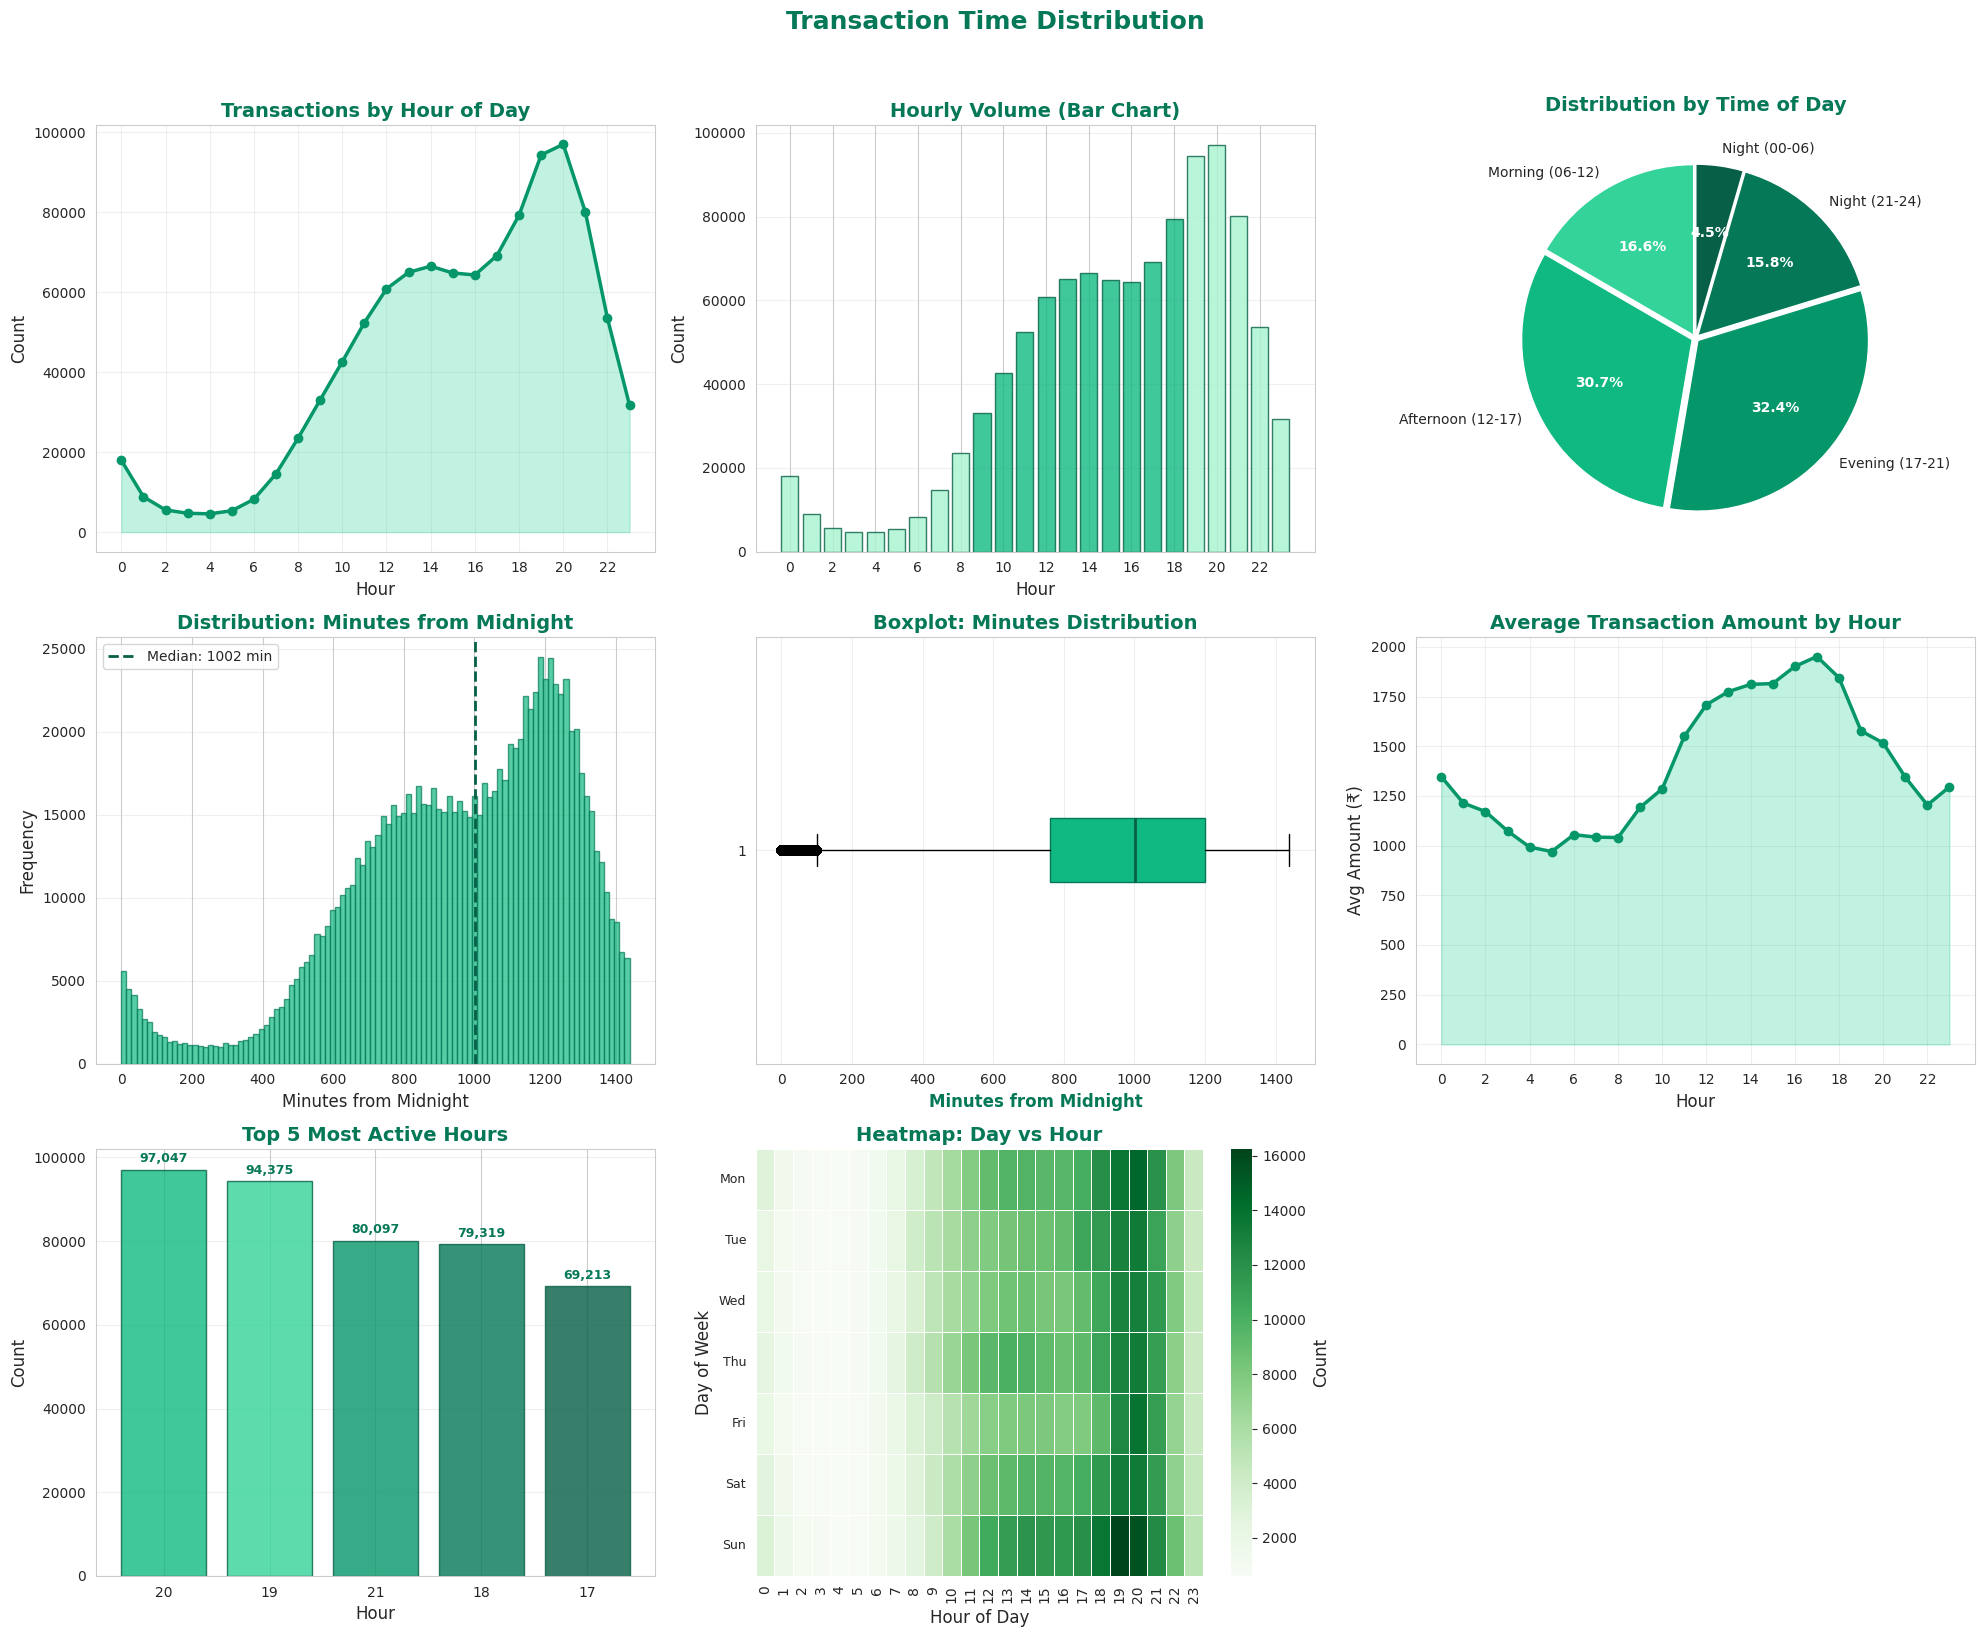 Transaction Time Distribution
Transactions by Hour of Day
100000
80000
60000
40000
20000
0
Count
0 2 4 6 8 10 12 14 16 18 20 22
Hour
Hourly Volume (Bar Chart)
100000
80000
60000
40000
20000
0
Count
0 2 4 6 8 10 12 14 16 18 20 22
Hour
Distribution by Time of Day
Night (00-06)
Morning (06-12)
Night (21-24)
4.5%
16.6%
15.8%
30.7%
32.4%
Afternoon (12-17)
Evening (17-21)
Distribution: Minutes from Midnight
Median: 1002 min
25000
20000
15000
10000
5000
0
Frequency
0 200 400 600 800 1000 1200 1400
Minutes from Midnight
Boxplot: Minutes Distribution
1
0 200 400 600 800 1000 1200 1400
Minutes from Midnight
Average Transaction Amount by Hour
2000
1750
1500
1250
1000
750
500
250
0
Avg Amount (₹)
0 2 4 6 8 10 12 14 16 18 20 22
Hour
Top 5 Most Active Hours
97,047
94,375
80,097
79,319
69,213
100000
80000
60000
40000
20000
0
Count
20 19 21 18 17
Hour
Heatmap: Day vs Hour
Mon
Tue
Wed
Thu
Fri
Sat
Sun
Day of Week
0 1 2 3 4 5 6 7 8 9 10 11 12 13 14 15 16 17 18 19 20 21 22 23
Hour of Day
16000
14000
12000
10000
8000
6000
4000
2000
Count